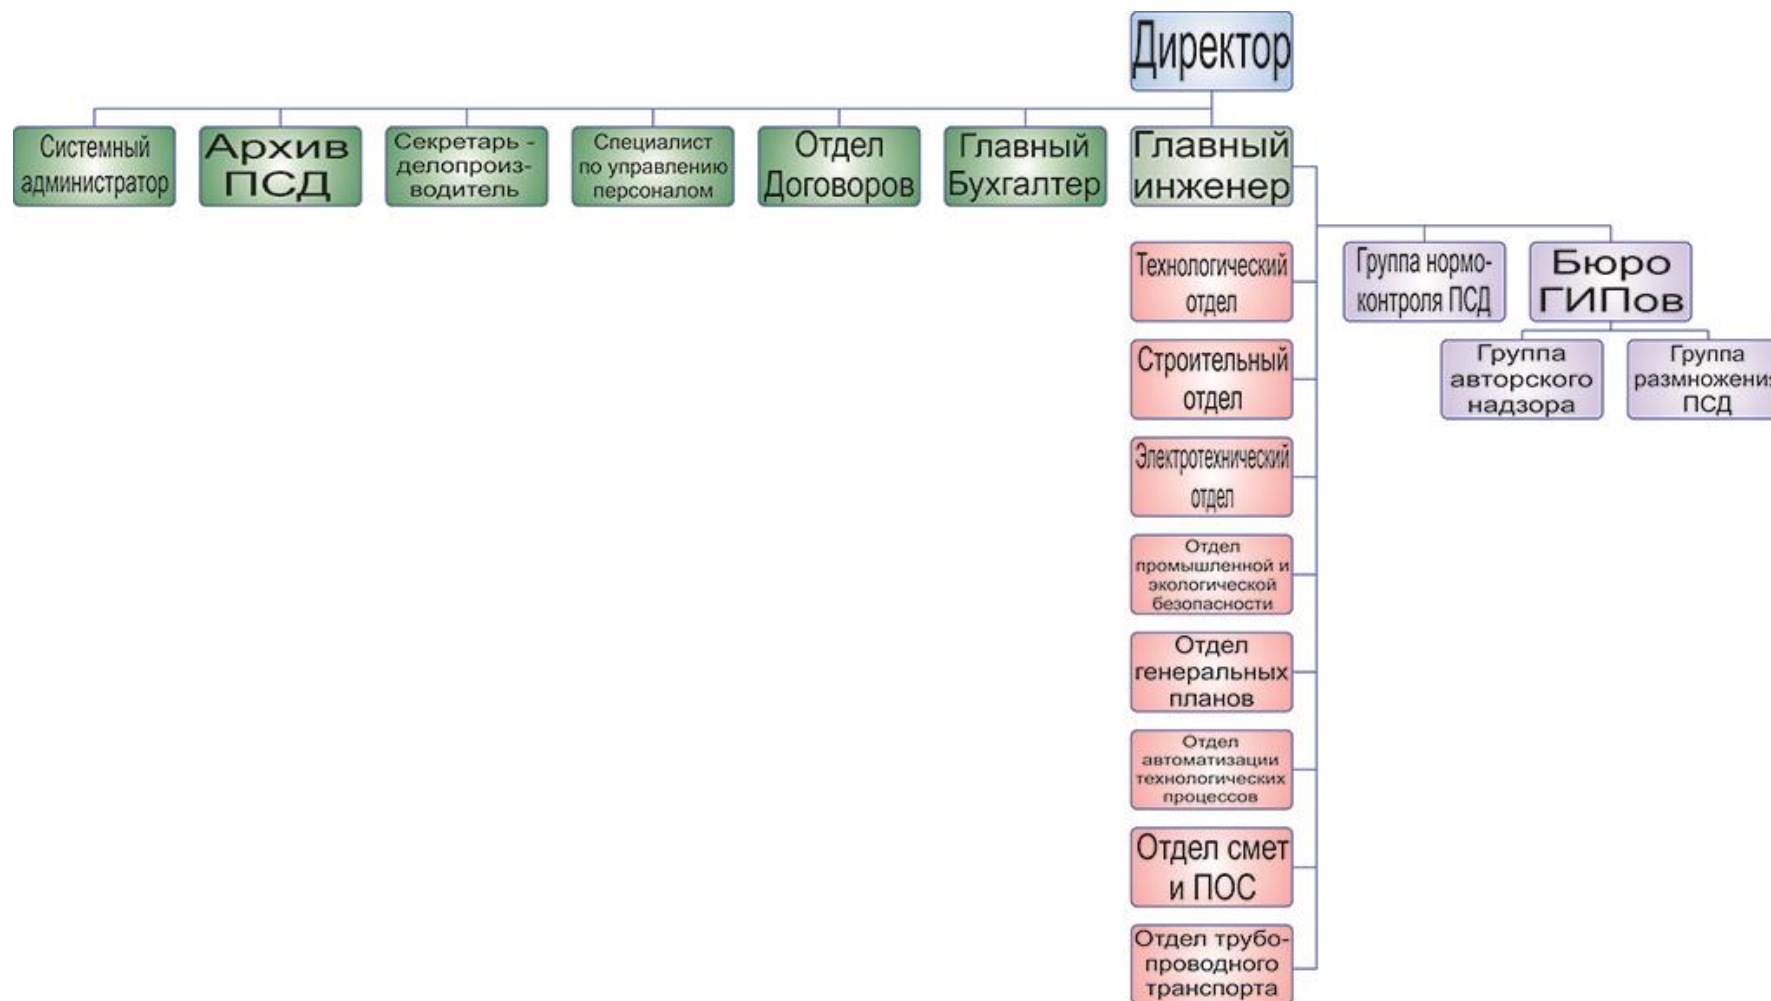 Директор
Системный
администратор
Архив
ПСД
Секретарь -
делопроиз-
водитель
Специалист
по управлению
персоналом
Отдел
Договоров
Главный
Бухгалтер
Главный
инженер
Технологический
отдел
Группа нормо-
контроля ПСД
Бюро
ГИПов
Строительный
отдел
Группа
авторского
надзора
Группа
размножения
ПСД
Электротехнический
отдел
Отдел
промышленной и
экологической
безопасности
Отдел
генеральных
планов
Отдел
автоматизации
технологических
процессов
Отдел смет
и ПОС
Отдел трубо-
проводного
транспорта